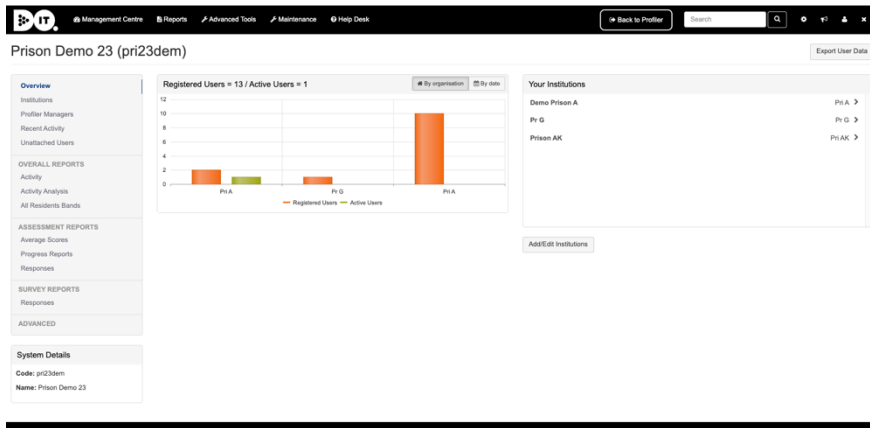 DO IT.
Management Centre
Reports
Advanced Tools
Maintenance
Help Desk
Back to Profiler
Search
Prison Demo 23 (pri23dem)
Export User Data
Overview
Institutions
Profiler Managers
Recent Activity
Unattached Users
OVERALL REPORTS
Activity
Activity Analysis
All Residents Bands
ASSESSMENT REPORTS
Average Scores
Progress Reports
Responses
SURVEY REPORTS
Responses
ADVANCED
System Details
Code: pri23dem
Name: Prison Demo 23
Registered Users = 13 / Active Users = 1
By organisation
By date
12
10
8
6
4
2
0
Pri A
Pr G
Pri A
Registered Users
Active Users
Your Institutions
Demo Prison A Pri A
Pr G Pr G
Prison AK Pri AK
Add/Edit Institutions